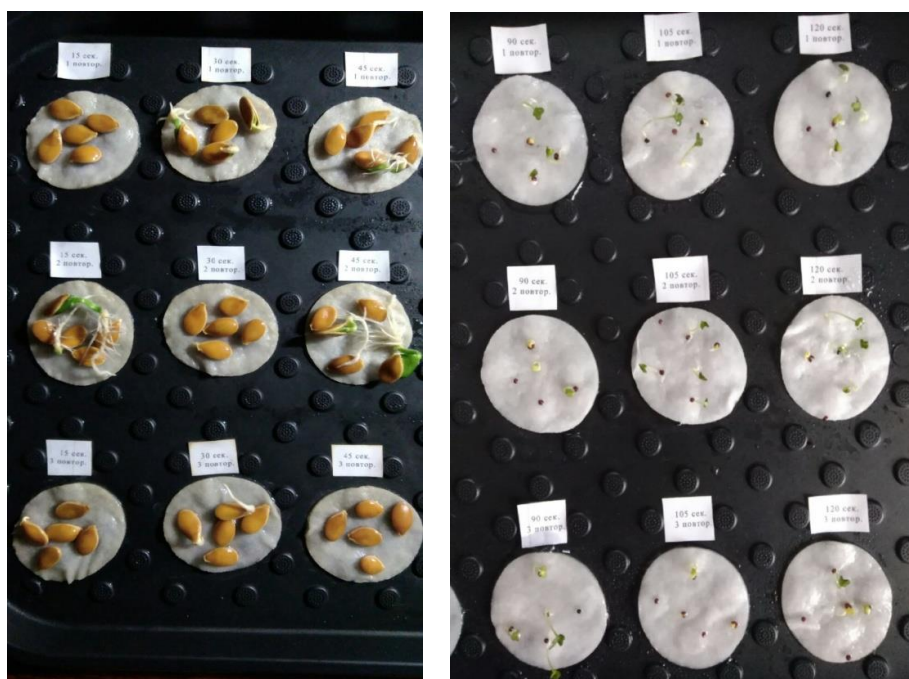 15 сек.
1 повтор.
30 сек.
1 повтор.
45 сек.
1 повтор.
15 сек.
2 повтор.
30 сек.
2 повтор.
45 сек.
2 повтор.
15 сек.
3 повтор.
30 сек.
3 повтор.
45 сек.
3 повтор.
90 сек.
1 повтор.
105 сек.
1 повтор.
120 сек.
1 повтор.
90 сек.
2 повтор.
105 сек.
2 повтор.
120 сек.
2 повтор.
90 сек.
3 повтор.
105 сек.
3 повтор.
120 сек.
3 повтор.